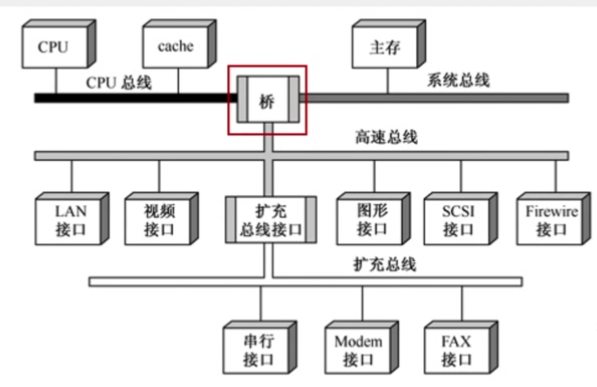 CPU
cache
主存
CPU 总线
桥
系统总线
高速总线
LAN
接口
视频
接口
扩充
总线接口
图形
接口
SCSI
接口
Firewire
接口
扩充总线
串行
接口
Modem
接口
FAX
接口